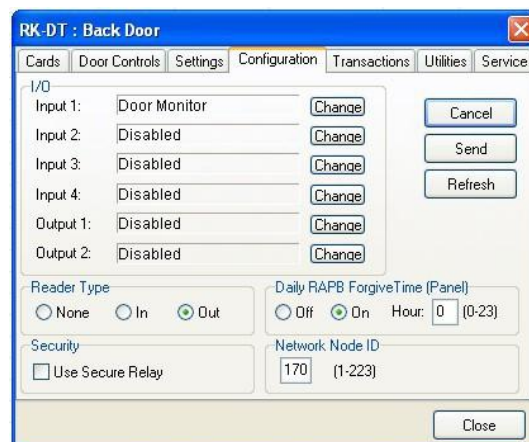 RK-DT : Back Door
Cards Door Controls Settings Configuration Transactions Utilities Service
I/O
Input 1: Door Monitor Change
Input 2: Disabled Change
Input 3: Disabled Change
Input 4: Disabled Change
Output 1: Disabled Change
Output 2: Disabled Change
Cancel
Send
Refresh
Reader Type
None In Out
Daily RAPB ForgiveTime (Panel)
Off On Hour: 0 (0-23)
Security
Use Secure Relay
Network Node ID
170 (1-223)
Close